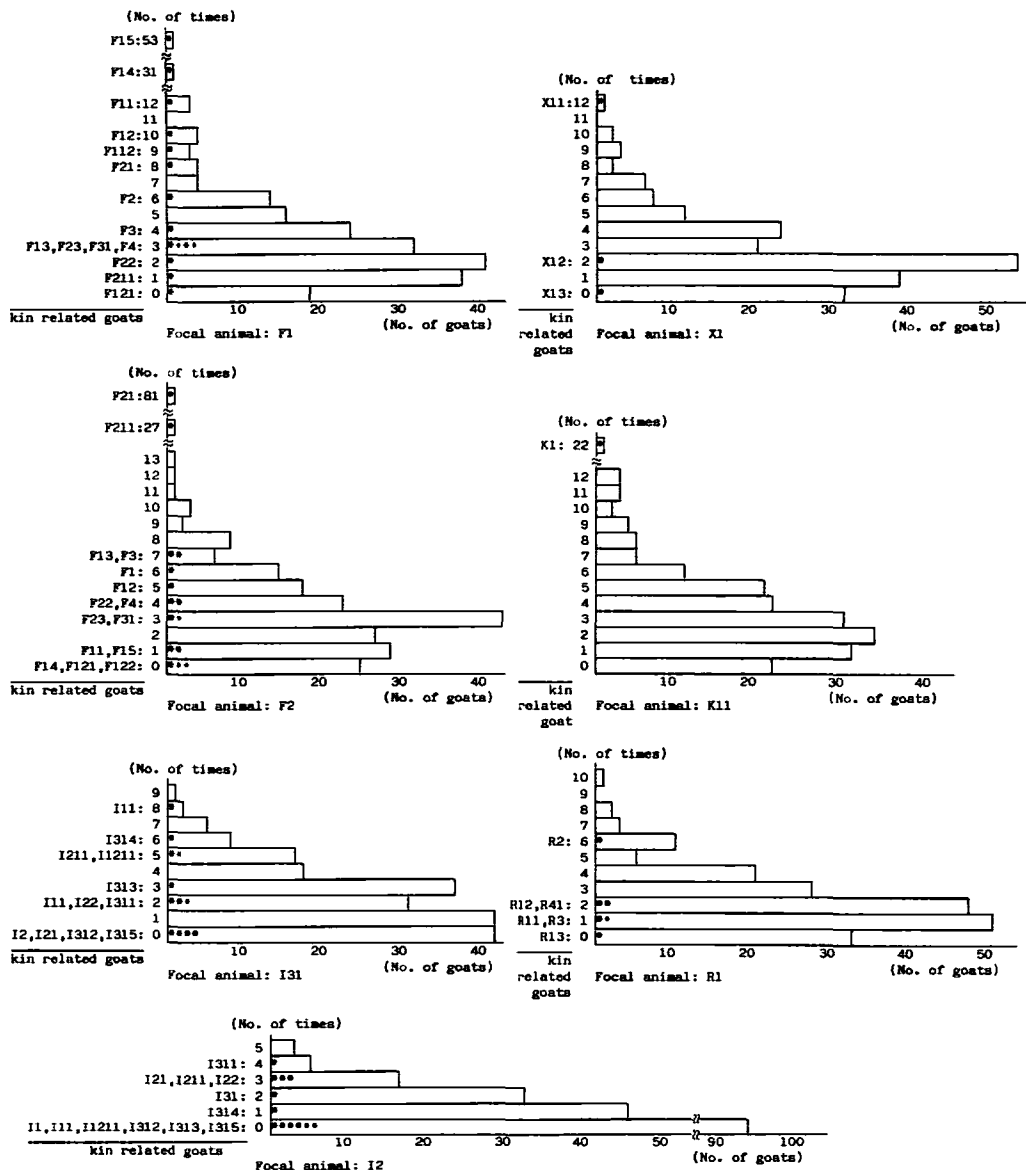 (No. of times)
F15:53
F14:31
F11:12
11
F12:10
F112: 9
F21: 8
7
F2: 6
5
F3: 4
F13,F23,F31,F4: 3
F22: 2
F211: 1
F121: 0
10 20 30 40
kin related goats
(No. of goats)
Focal animal: F1
(No. of times)
X11:12
11
10
9
8
7
6
5
4
3
X12: 2
1
X13: 0
10 20 30 40 50
kin related goats
(No. of goats)
Focal animal: X1
(No. of times)
F21:81
F211:27
13
12
11
10
9
8
F13,F3: 7
F1: 6
F12: 5
F22,F4: 4
F23,F31: 3
2
F11,F15: 1
F14,F121,F122: 0
10 20 30 40
kin related goats
(No. of goats)
Focal animal: F2
(No. of times)
K1: 22
12
11
10
9
8
7
6
5
4
3
2
1
0
10 20 30 40
kin related goat
(No. of goats)
Focal animal: K11
(No. of times)
9
I11: 8
7
I314: 6
I211,I1211: 5
4
I313: 3
I11,I22,I311: 2
1
I2,I21,I312,I315: 0
10 20 30 40
kin related goats
(No. of goats)
Focal animal: I31
(No. of times)
10
9
8
7
R2: 6
5
4
3
R12,R41: 2
R11,R3: 1
R13: 0
10 20 30 40 50
kin related goats
(No. of goats)
Focal animal: R1
(No. of times)
5
I311: 4
I21,I211,I22: 3
I31: 2
I314: 1
I1,I11,I1211,I312,I313,I315: 0
10 20 30 40 50 90 100
kin related goats
(No. of goats)
Focal animal: I2